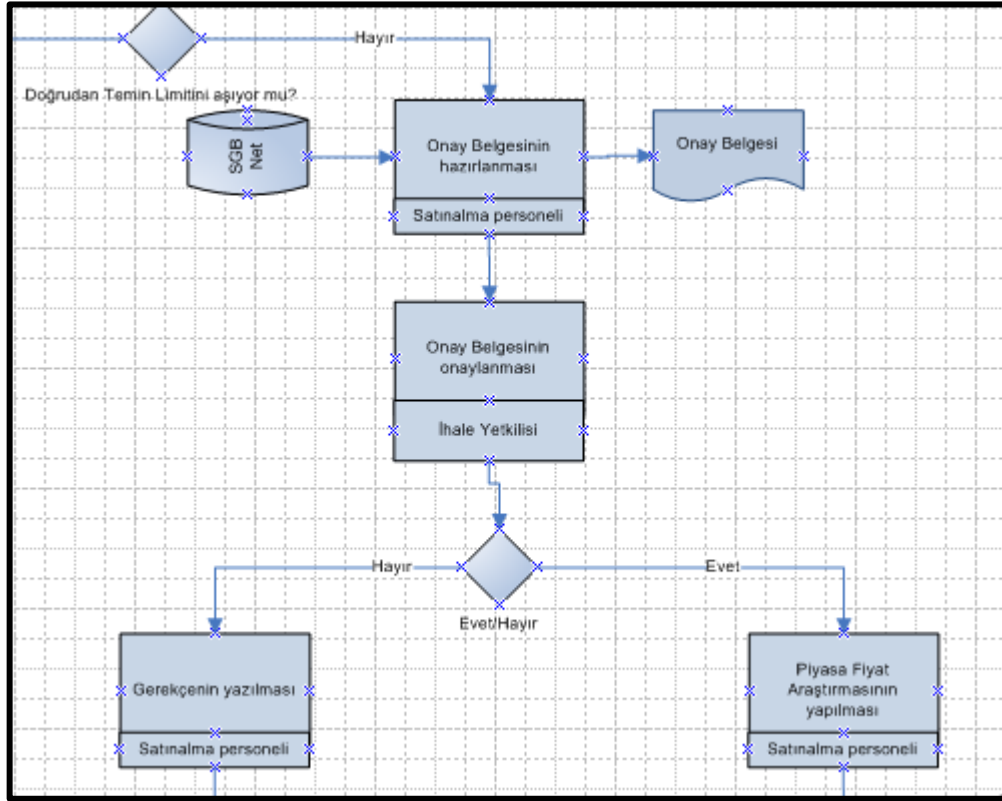 Hayır
Doğrudan Temin Limitini aşıyor mu?
SGB
Net
Onay Belgesinin
hazırlanması
Satınalma personeli
Onay Belgesi
Onay Belgesinin
onaylanması
İhale Yetkilisi
Hayır
Evet
Evet/Hayır
Gerekçenin yazılması
Satınalma personeli
Piyasa Fiyat
Araştırmasının
yapılması
Satınalma personeli